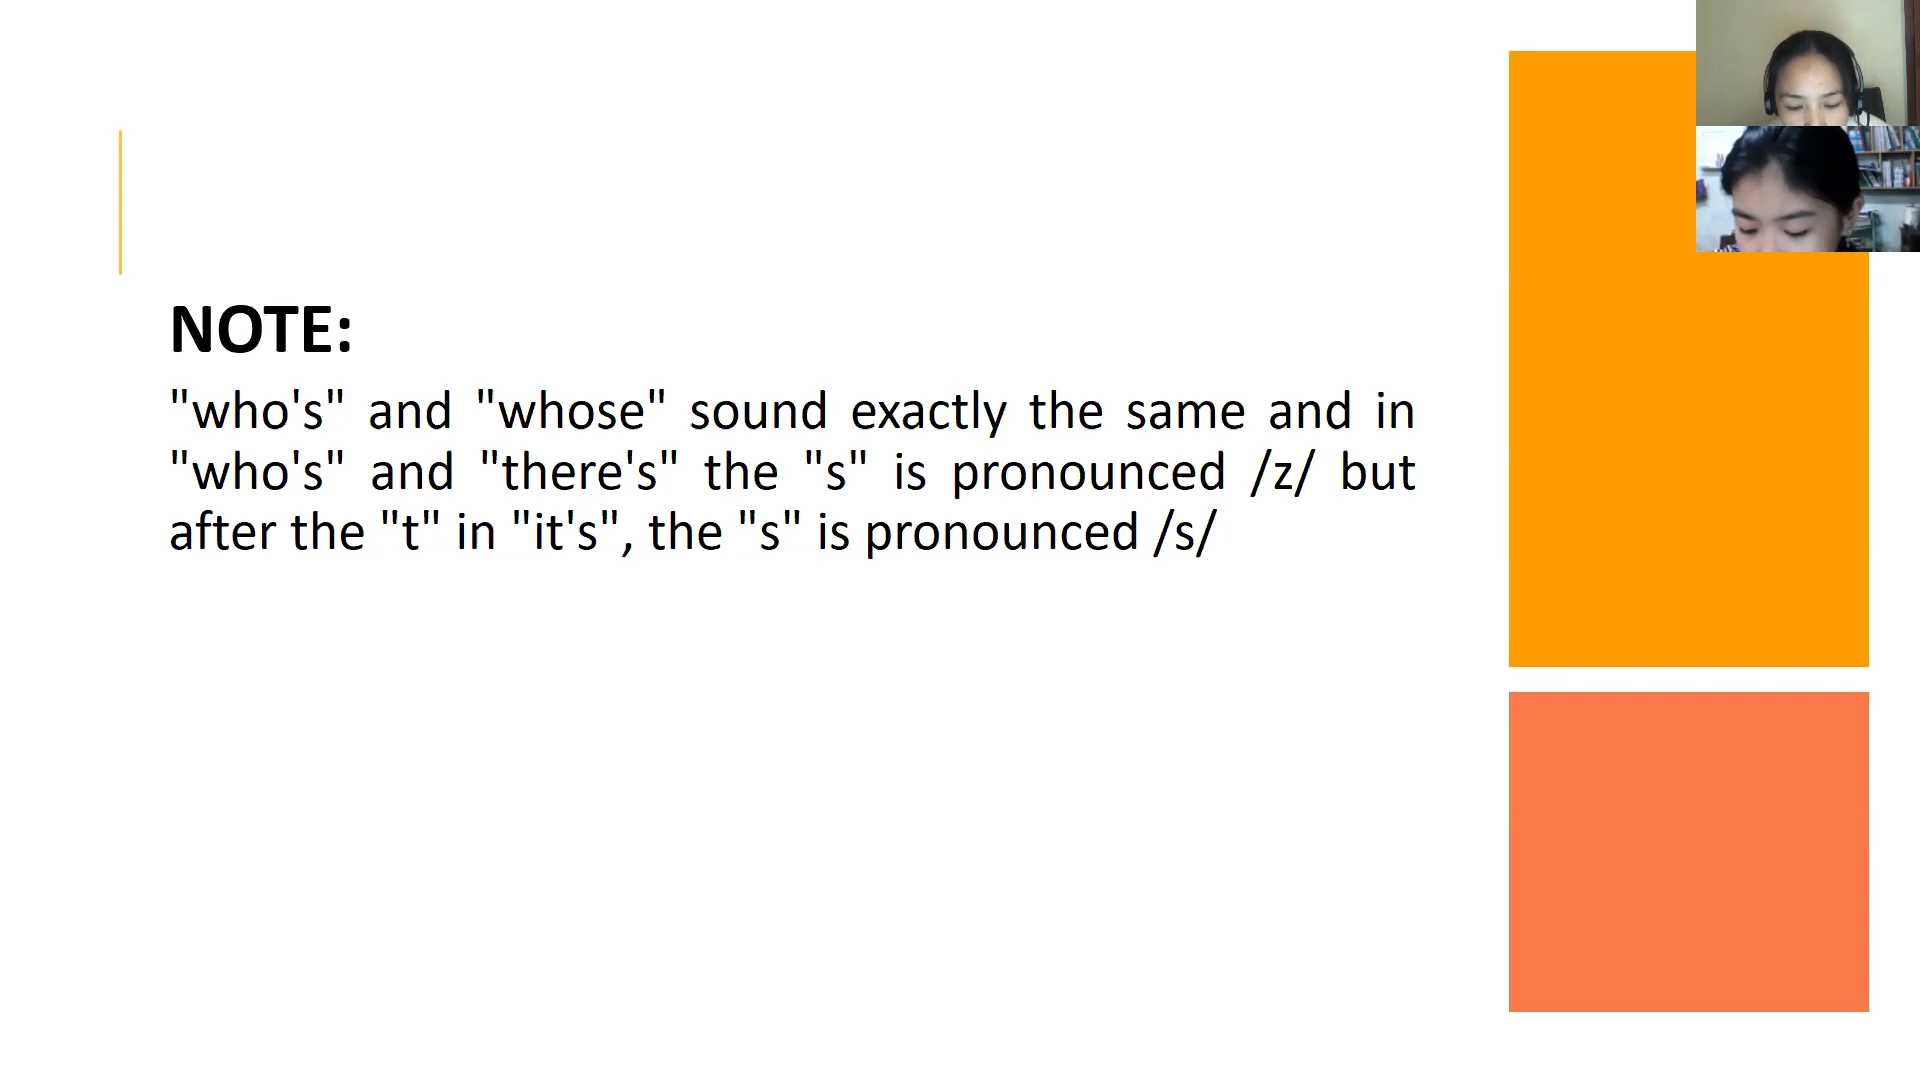 NOTE:
"who's" and "whose" sound exactly the same and in
"who's" and "there's" the "s" is pronounced /z/ but
after the "t" in "it's", the "s" is pronounced /s/